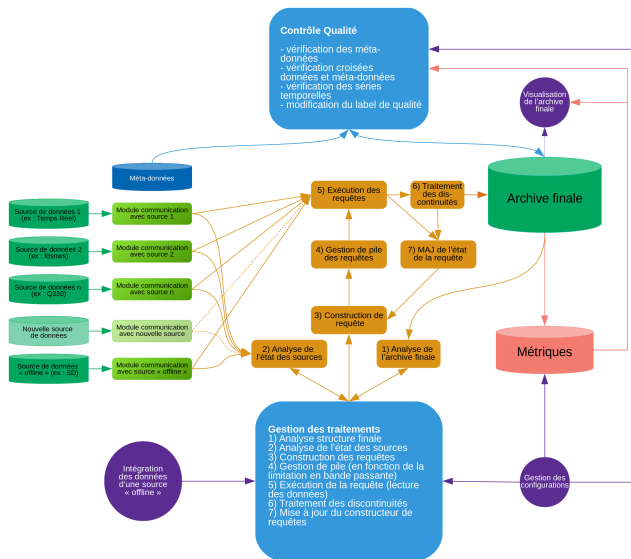 Contrôle Qualité
- vérification des méta-
données
- vérification croisées
données et méta-données
- vérification des séries
temporelles
- modification du label de qualité
Visualisation
de l'archive
finale
Méta-données
Archive finale
5) Exécution des
requêtes
6) Traitement
des dis-
continuités
Source de données 1
(ex : Temps Réel)
Module communication
avec source 1
Source de données 2
(ex : fdsnws)
Module communication
avec source 2
4) Gestion de pile
des requêtes
7) MAJ de l'état
de la requête
Source de données n
(ex : Q330)
Module communication
avec source n
Nouvelle source
de données
Module communication
avec nouvelle source
3) Construction de
requête
Source de données
« offline » (ex : SD)
Module communication
avec source « offline »
2) Analyse de
l'état des sources
1) Analyse de
l'archive finale
Métriques
Gestion des traitements
1) Analyse structure finale
2) Analyse de l'état des sources
3) Construction des requêtes
4) Gestion de pile (en fonction de la
limitation en bande passante)
5) Exécution de la requête (lecture
des données)
6) Traitement des discontinuités
7) Mise à jour du constructeur de
requêtes
Intégration
des données
d'une source
« offline »
Gestion des
configurations